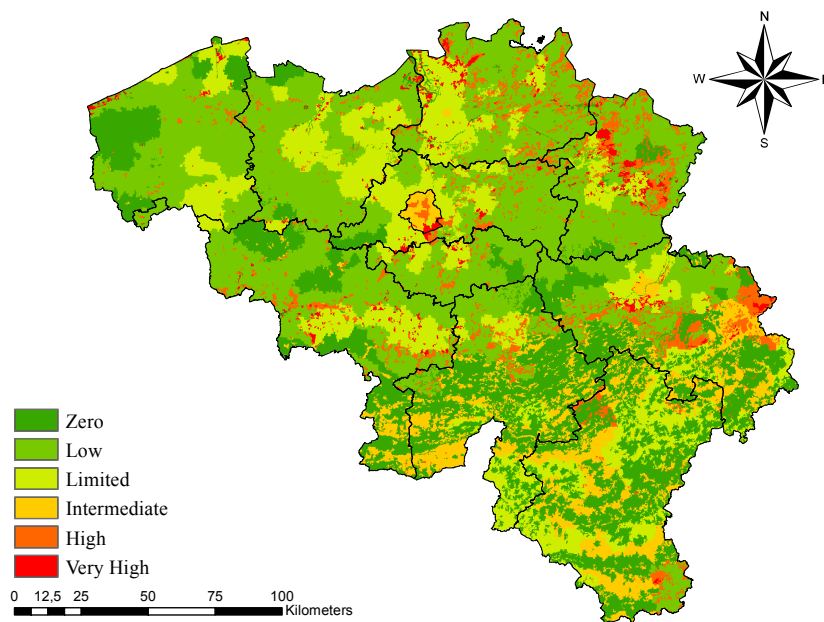 N
W
S
Zero
Low
Limited
Intermediate
High
Very High
0 12,5 25 50 75 100
Kilometers